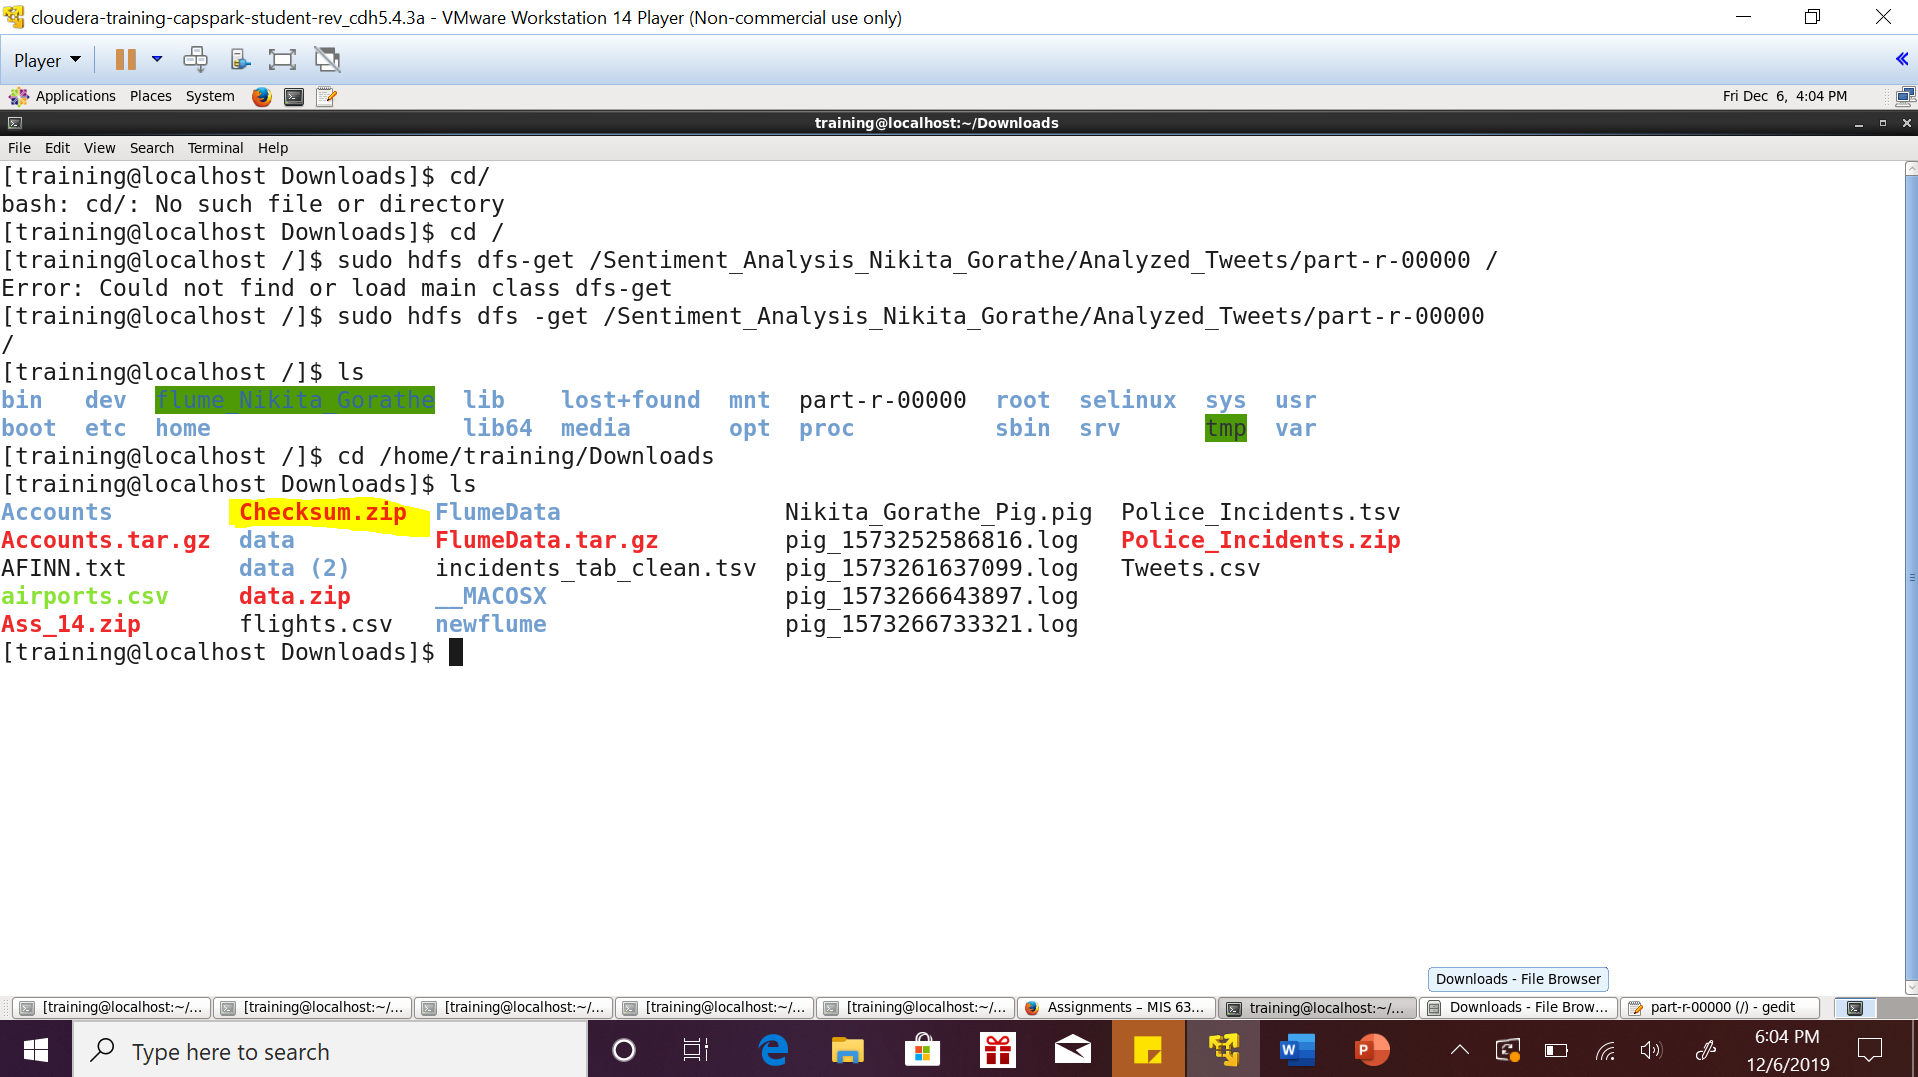 cloudera-training-capspark-student-rev_cdh5.4.3a - VMware Workstation 14 Player (Non-commercial use only)
Player
Applications Places System Fri Dec 6, 4:04 PM
training@localhost:~/Downloads
File Edit View Search Terminal Help
[training@localhost Downloads]$ cd/
bash: cd/: No such file or directory
[training@localhost Downloads]$ cd /
[training@localhost /]$ sudo hdfs dfs-get /Sentiment_Analysis_Nikita_Gorathe/Analyzed_Tweets/part-r-00000 /
Error: Could not find or load main class dfs-get
[training@localhost /]$ sudo hdfs dfs -get /Sentiment_Analysis_Nikita_Gorathe/Analyzed_Tweets/part-r-00000
/
[training@localhost /]$ ls
bin dev flume_Nikita_Gorathe lib lost+found mnt part-r-00000 root selinux sys usr
boot etc home lib64 media opt proc sbin srv tmp var
[training@localhost /]$ cd /home/training/Downloads
[training@localhost Downloads]$ ls
Accounts Checksum.zip FlumeData Nikita_Gorathe_Pig.pig Police_Incidents.tsv
Accounts.tar.gz data FlumeData.tar.gz pig_1573252586816.log Police_Incidents.zip
AFINN.txt data (2) incidents_tab_clean.tsv pig_1573261637099.log Tweets.csv
airports.csv data.zip __MACOSX pig_1573266643897.log
Ass_14.zip flights.csv newflume pig_1573266733321.log
[training@localhost Downloads]$
Downloads - File Browser
[training@localhost:~/... [training@localhost:~/... [training@localhost:~/... [training@localhost:~/... [training@localhost:~/... Assignments – MIS 63... training@localhost:~/... Downloads - File Brow... part-r-00000 (/) - gedit
Type here to search
6:04 PM
12/6/2019